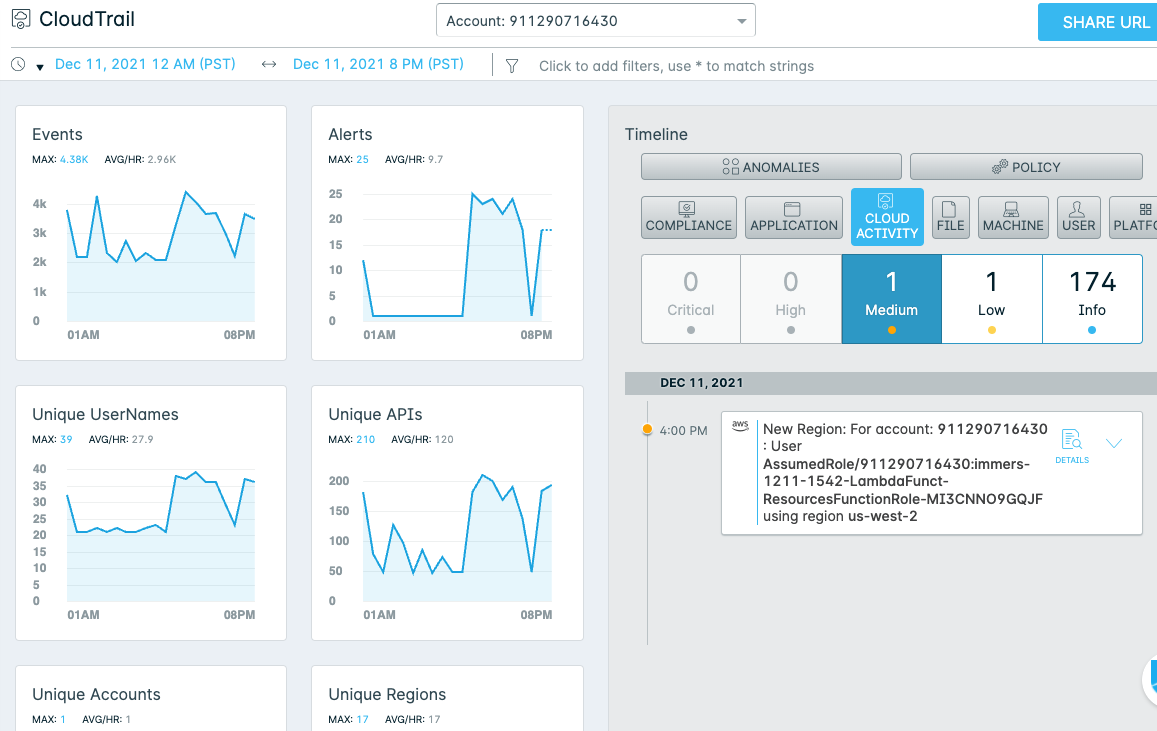 CloudTrail
Account: 911290716430
SHARE URL
Dec 11, 2021 12 AM (PST)
Dec 11, 2021 8 PM (PST)
Click to add filters, use * to match strings
Events
MAX: 4.38K AVG/HR: 2.96K
4k
3k
2k
1k
0
01AM 08PM
Alerts
MAX: 25 AVG/HR: 9.7
25
20
15
10
5
0
01AM 08PM
Unique UserNames
MAX: 39 AVG/HR: 27.9
40
35
30
25
20
15
10
5
0
01AM 08PM
Unique APIs
MAX: 210 AVG/HR: 120
200
150
100
50
0
01AM 08PM
Unique Accounts
MAX: 1 AVG/HR: 1
Unique Regions
MAX: 17 AVG/HR: 17
Timeline
ANOMALIES
POLICY
COMPLIANCE
APPLICATION
CLOUD
ACTIVITY
FILE
MACHINE
USER
PLATFO
0
Critical
0
High
1
Medium
1
Low
174
Info
DEC 11, 2021
4:00 PM
aws
New Region: For account: 911290716430
: User
AssumedRole/911290716430:immers-
1211-1542-LambdaFunct-
ResourcesFunctionRole-MI3CNNO9GQJF
using region us-west-2
DETAILS